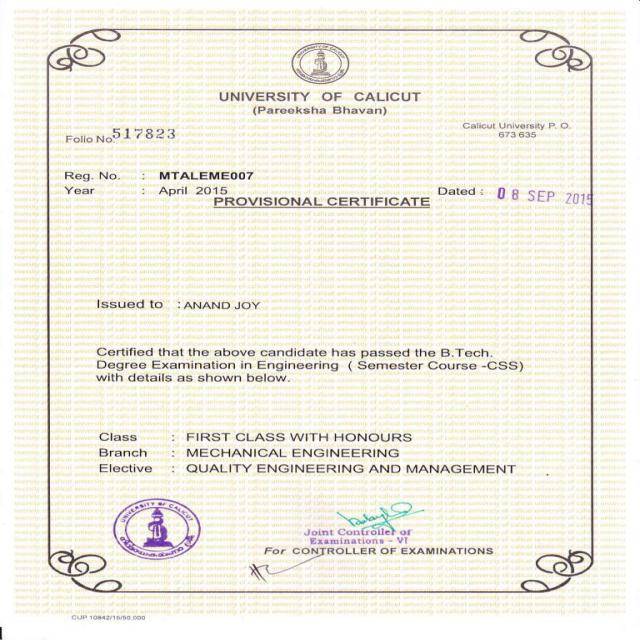 UNIVERSITY OF CALICUT
(Pareeksha Bhavan)
Folio No. 517823
Calicut University P. O.
673 635
Reg. No. : MTALEME007
Year : April 2015
Dated : 08 SEP 2015
PROVISIONAL CERTIFICATE
Issued to : ANAND JOY
Certified that the above candidate has passed the B.Tech.
Degree Examination in Engineering ( Semester Course -CSS)
with details as shown below.
Class : FIRST CLASS WITH HONOURS
Branch : MECHANICAL ENGINEERING
Elective : QUALITY ENGINEERING AND MANAGEMENT
UNIVERSITY OF CALICUT
Joint Controller of
Examinations - VI
For CONTROLLER OF EXAMINATIONS
CUP 10842/15/50,000